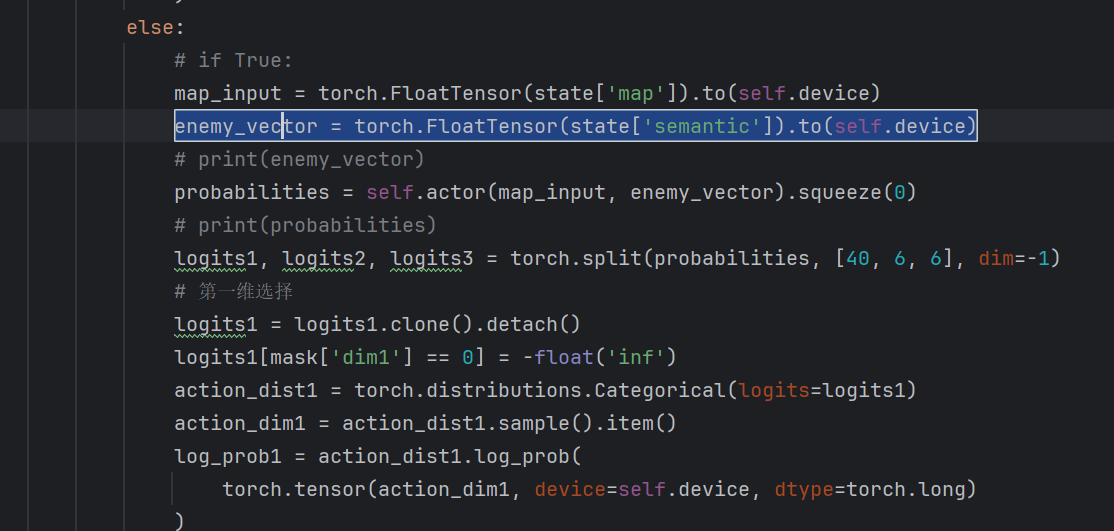 else:
# if True:
map_input = torch.FloatTensor(state['map']).to(self.device)
enemy_vector = torch.FloatTensor(state['semantic']).to(self.device)
# print(enemy_vector)
probabilities = self.actor(map_input, enemy_vector).squeeze(0)
# print(probabilities)
logits1, logits2, logits3 = torch.split(probabilities, [40, 6, 6], dim=-1)
# 第一维选择
logits1 = logits1.clone().detach()
logits1[mask['dim1'] == 0] = -float('inf')
action_dist1 = torch.distributions.Categorical(logits=logits1)
action_dim1 = action_dist1.sample().item()
log_prob1 = action_dist1.log_prob(
torch.tensor(action_dim1, device=self.device, dtype=torch.long)
)